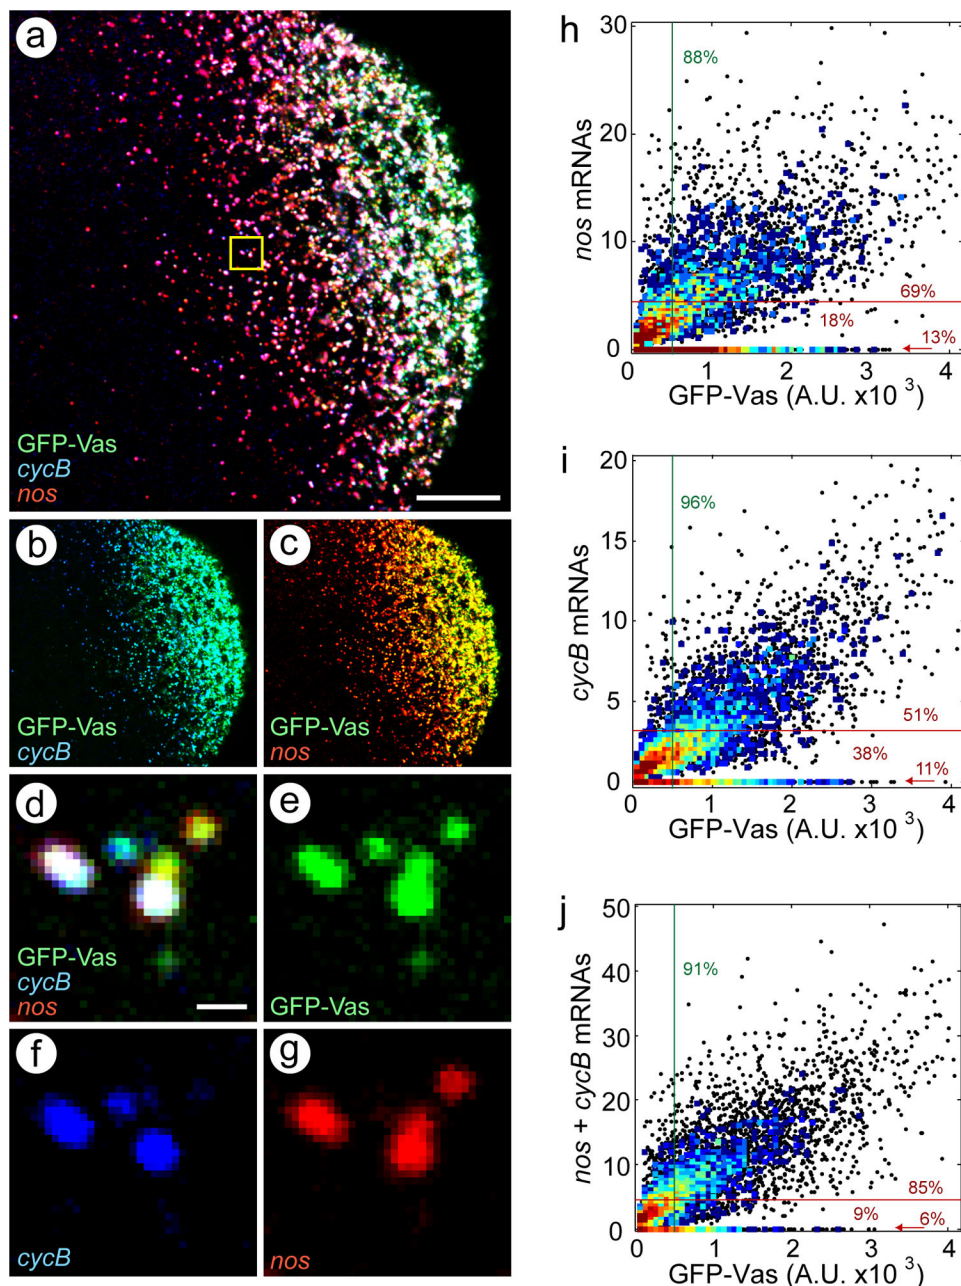 a
GFP-Vas
cycB
nos
b
GFP-Vas
cycB
c
GFP-Vas
nos
d
GFP-Vas
cycB
nos
e
GFP-Vas
f
cycB
g
nos
h
30
20
10
0
nos mRNAs
88%
69%
18%
13%
0 1 2 3 4
GFP-Vas (A.U. x10 3)
i
20
15
10
5
0
cycB mRNAs
96%
51%
38%
11%
0 1 2 3 4
GFP-Vas (A.U. x10 3)
j
50
40
30
20
10
0
nos + cycB mRNAs
91%
85%
9%
6%
0 1 2 3 4
GFP-Vas (A.U. x10 3)